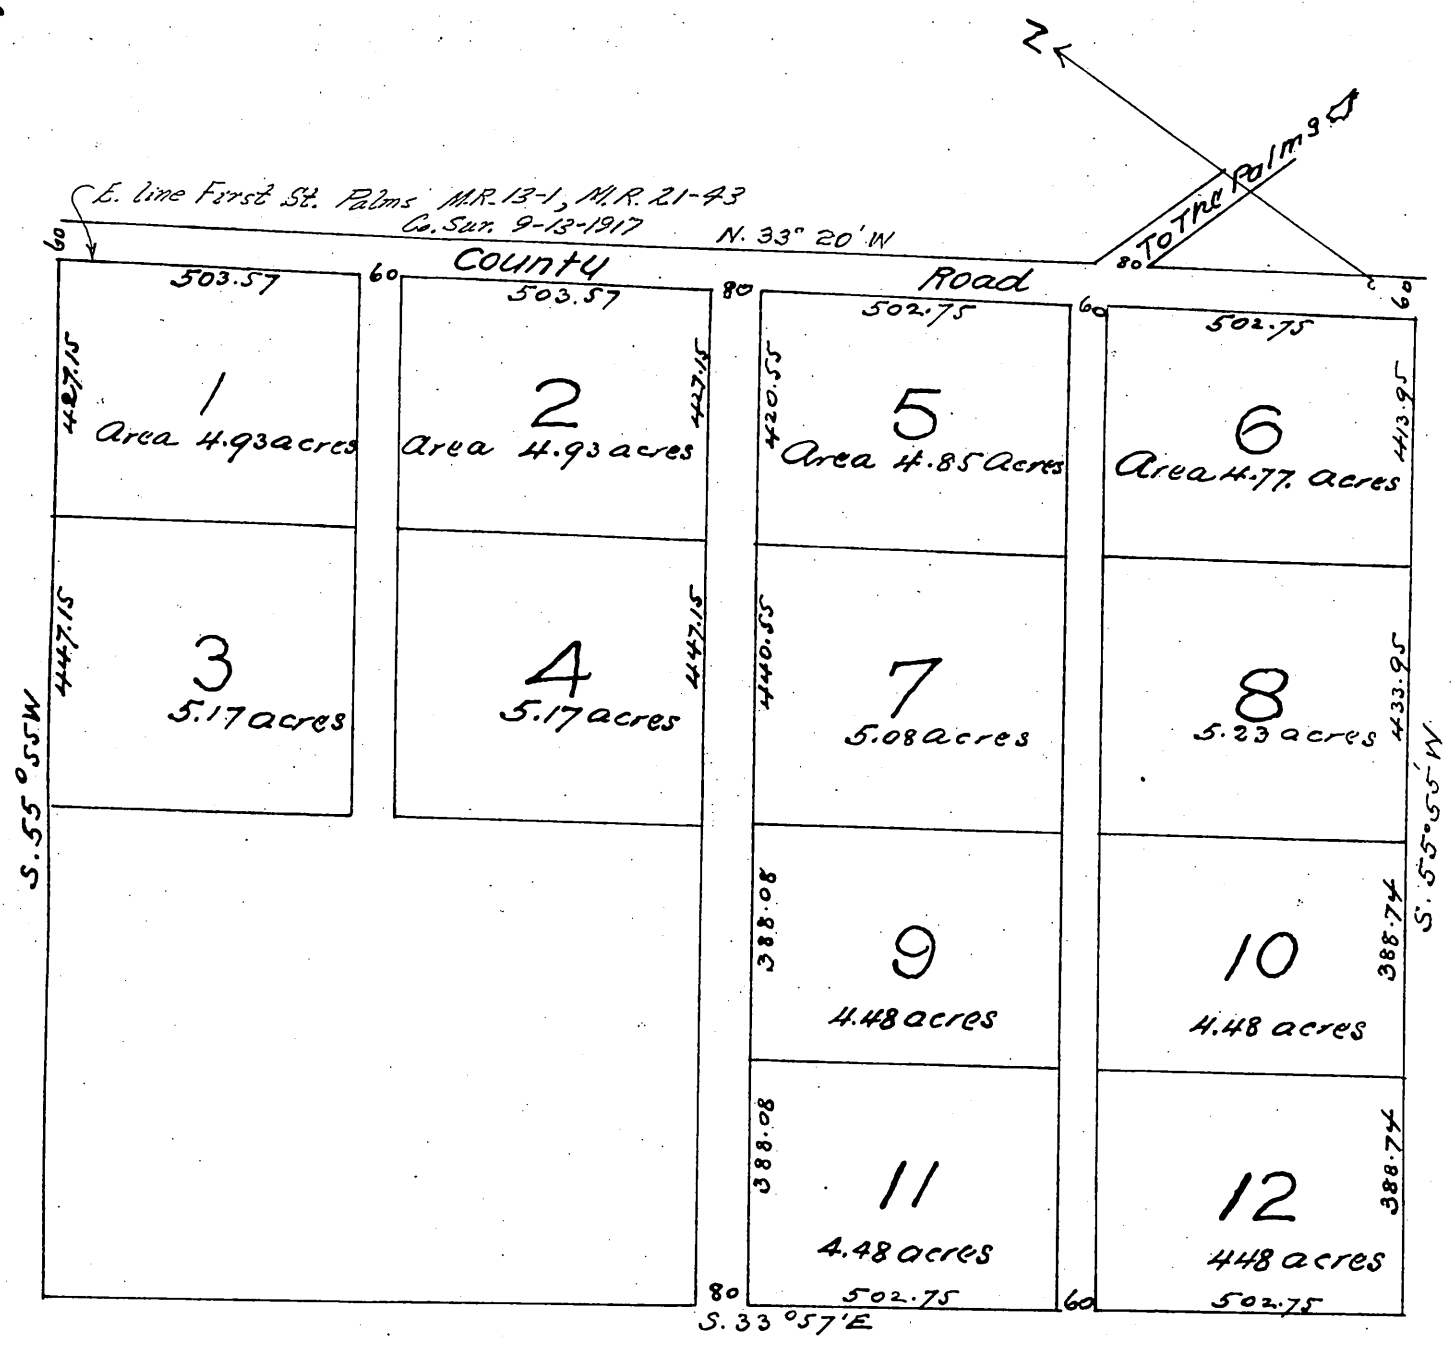 N
To The Palms
E. line First St. Palms M.R. 13-1, M.R. 21-43
Co. Sur. 9-13-1917
N. 33° 20' W
60
County Road
80
60
503.57
60
503.57
80
502.75
60
502.75
427.15
1
Area 4.93 acres
2
Area 4.93 acres
427.15
420.55
5
Area 4.85 Acres
6
Area 4.77. Acres
413.95
447.15
3
5.17 acres
4
5.17 acres
447.15
440.55
7
5.08 acres
8
5.23 acres
433.95
S. 55° 55 W
S. 55° 55' W
388.08
9
4.48 acres
10
4.48 acres
388.74
388.08
11
4.48 acres
12
448 acres
388.74
80
502.75
60
502.75
S. 33° 57' E